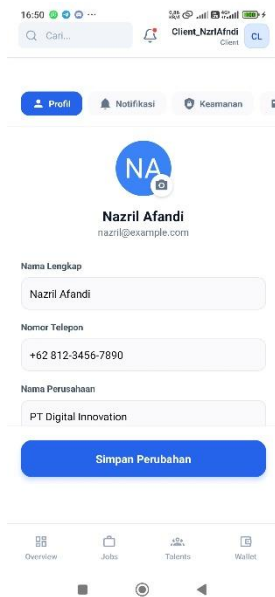 16:50
Cari...
Client_NzrlAfndi
Client
CL
Profil
Notifikasi
Keamanan
NA
Nazril Afandi
nazril@example.com
Nama Lengkap
Nazril Afandi
Nomor Telepon
+62 812-3456-7890
Nama Perusahaan
PT Digital Innovation
Simpan Perubahan
Overview
Jobs
Talents
Wallet